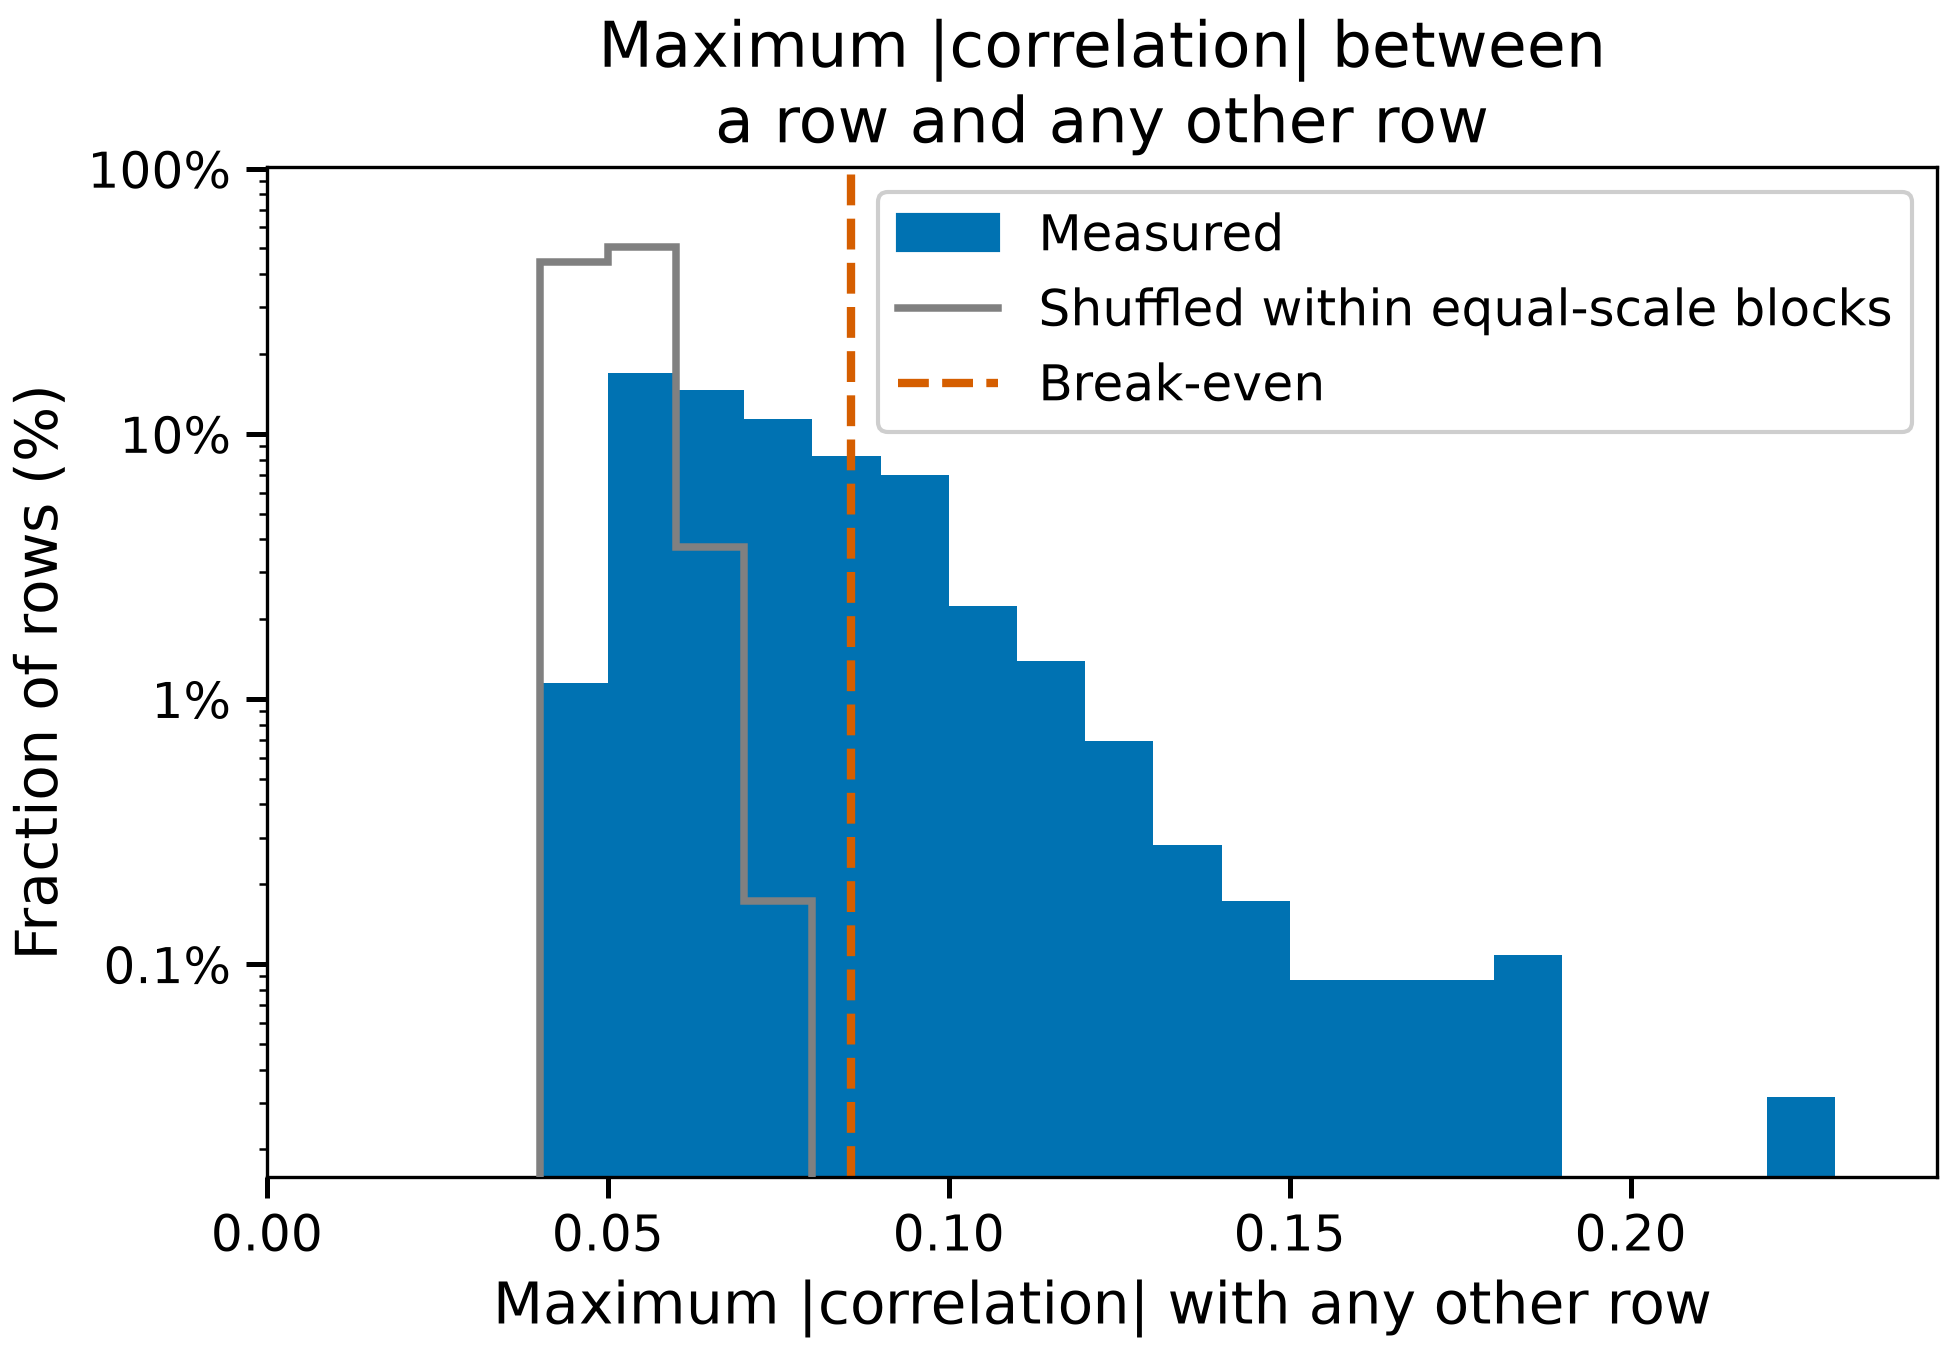 Maximum |correlation| between
a row and any other row
100%
10%
1%
0.1%
Fraction of rows (%)
Measured
Shuffled within equal-scale blocks
Break-even
0.00
0.05
0.10
0.15
0.20
Maximum |correlation| with any other row